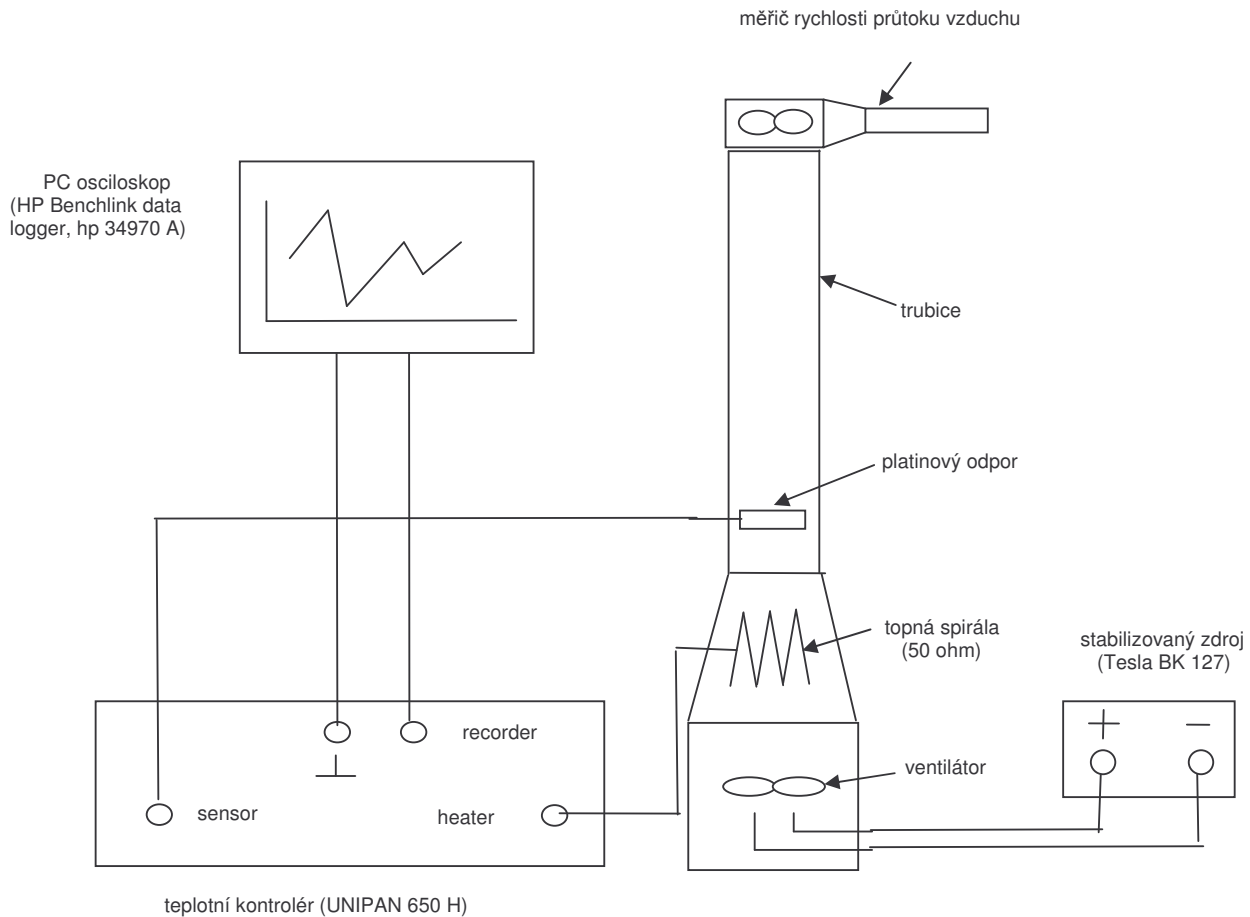 měřič rychlosti průtoku vzduchu
PC osciloskop
(HP Benchlink data
logger, hp 34970 A)
trubice
platinový odpor
topná spirála
(50 ohm)
stabilizovaný zdroj
(Tesla BK 127)
+ −
recorder
ventilátor
sensor
heater
teplotní kontrolér (UNIPAN 650 H)